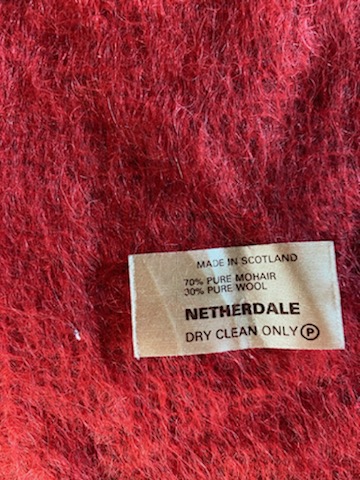 MADE IN SCOTLAND
70% PURE MOHAIR
30% PURE WOOL
NETHERDALE
DRY CLEAN ONLY Ⓟ